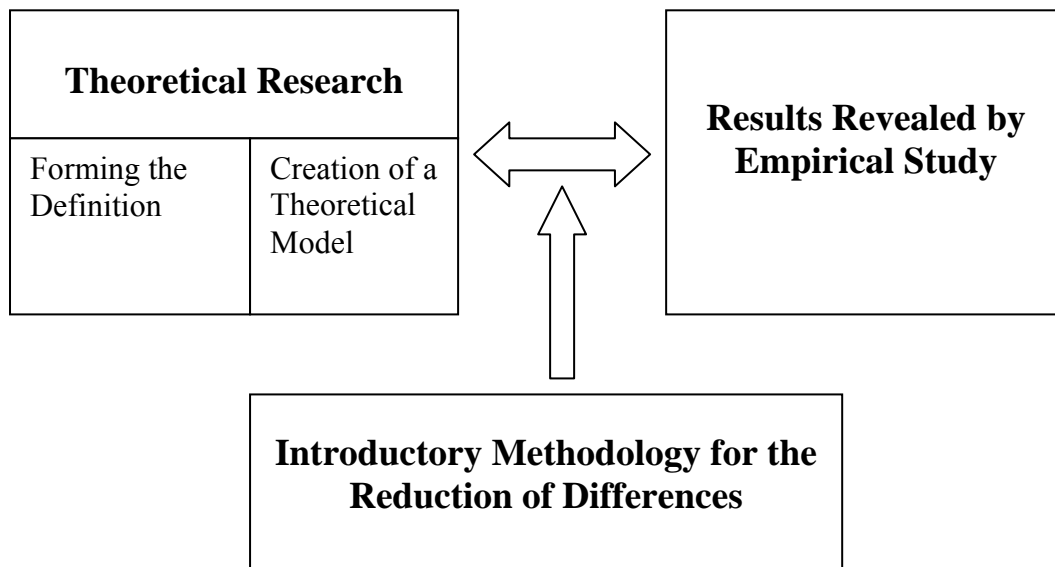 Theoretical Research
Forming the
Definition
Creation of a
Theoretical
Model
Results Revealed by
Empirical Study
Introductory Methodology for the
Reduction of Differences